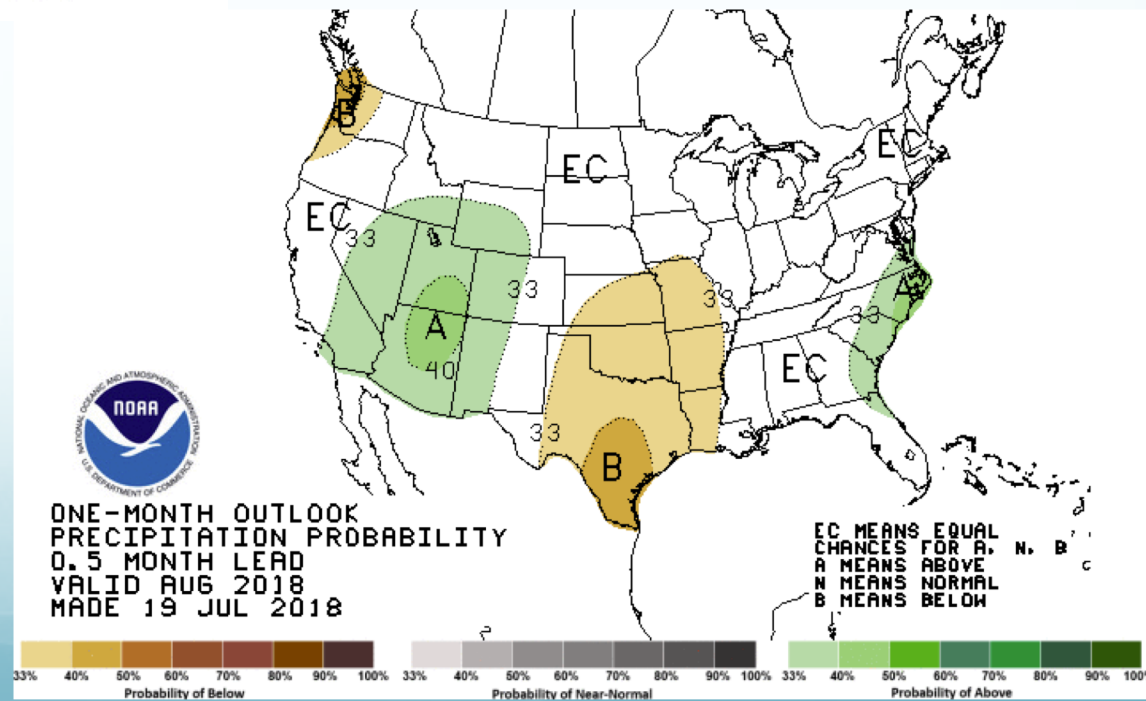 B
EC
EC
EC
33
33
33
A
A
33
40
EC
33
B
NATIONAL OCEANIC AND ATMOSPHERIC ADMINISTRATION
NOAA
U.S. DEPARTMENT OF COMMERCE
ONE-MONTH OUTLOOK
PRECIPITATION PROBABILITY
0.5 MONTH LEAD
VALID AUG 2018
MADE 19 JUL 2018
EC MEANS EQUAL
CHANCES FOR A, N, B
A MEANS ABOVE
N MEANS NORMAL
B MEANS BELOW
33% 40% 50% 60% 70% 80% 90% 100%
Probability of Below
33% 40% 50% 60% 70% 80% 90% 100%
Probability of Near-Normal
33% 40% 50% 60% 70% 80% 90% 100%
Probability of Above